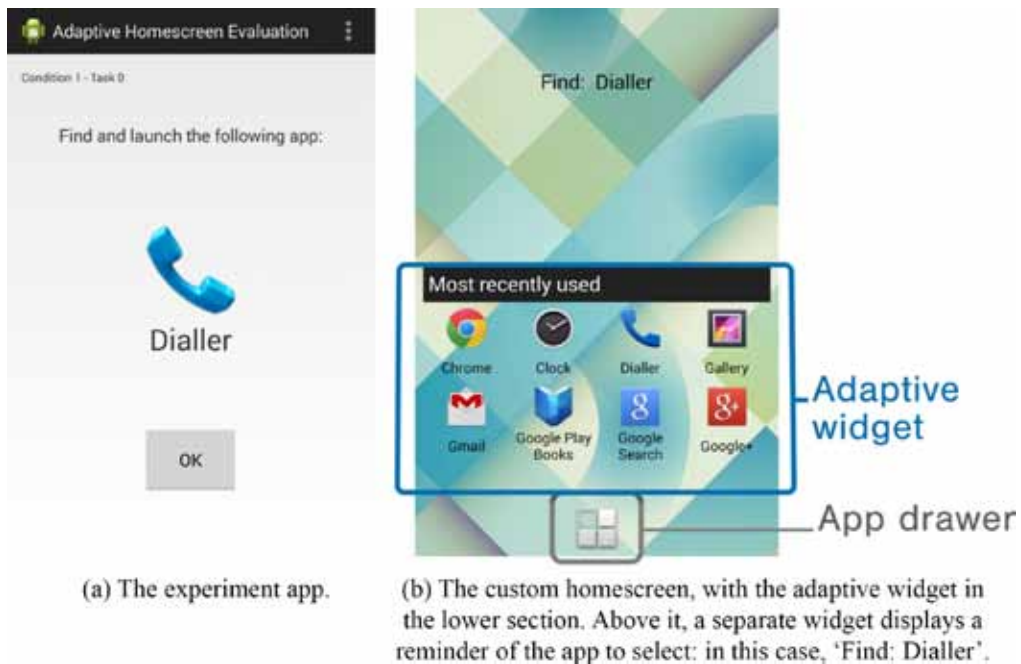 Adaptive Homescreen Evaluation
Condition 1 - Task 0
Find and launch the following app:
Dialler
OK
(a) The experiment app.
Find: Dialler
Most recently used
Chrome Clock Dialler Gallery
Gmail Google Play Books Google Search Google+
Adaptive
widget
App drawer
(b) The custom homescreen, with the adaptive widget in
the lower section. Above it, a separate widget displays a
reminder of the app to select: in this case, ‘Find: Dialler’.